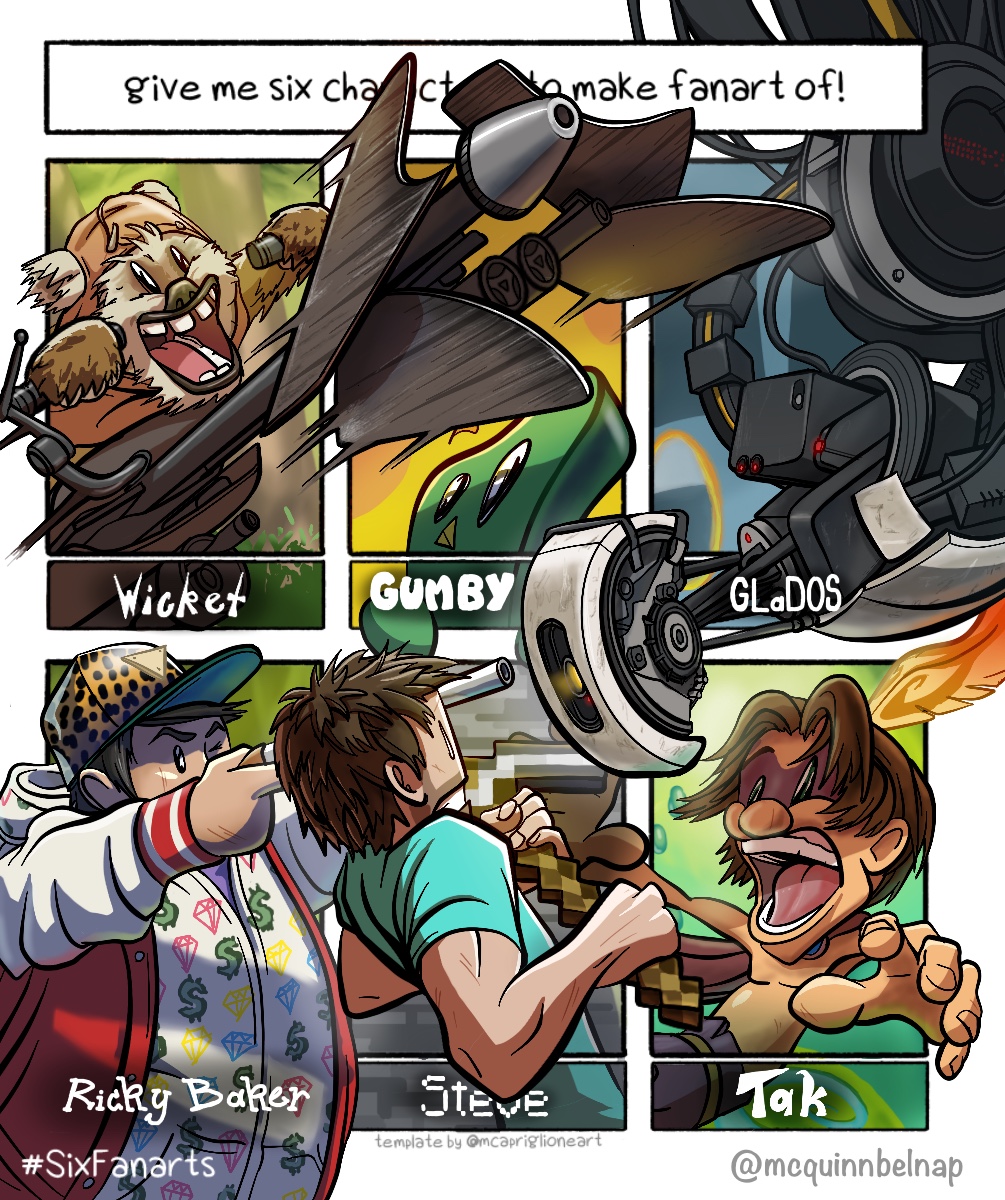 give me six cha ct to make fanart of!
Wicket
GUMBY
GLaDOS
Ricky Baker
Steve
Tak
template by @mcapriglioneart
#SixFanarts
@mcquinnbelnap